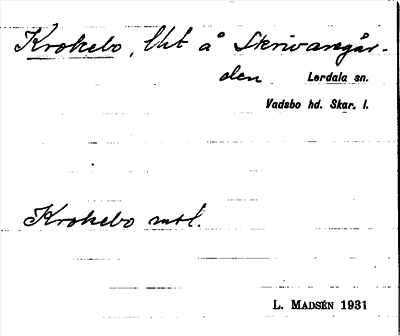 Krokebo, lht å Skrivaregår-
den Lerdala sn.
Vadsbo hd. Skar. l.
Krokebo mtl.
L. MADSÉN 1931